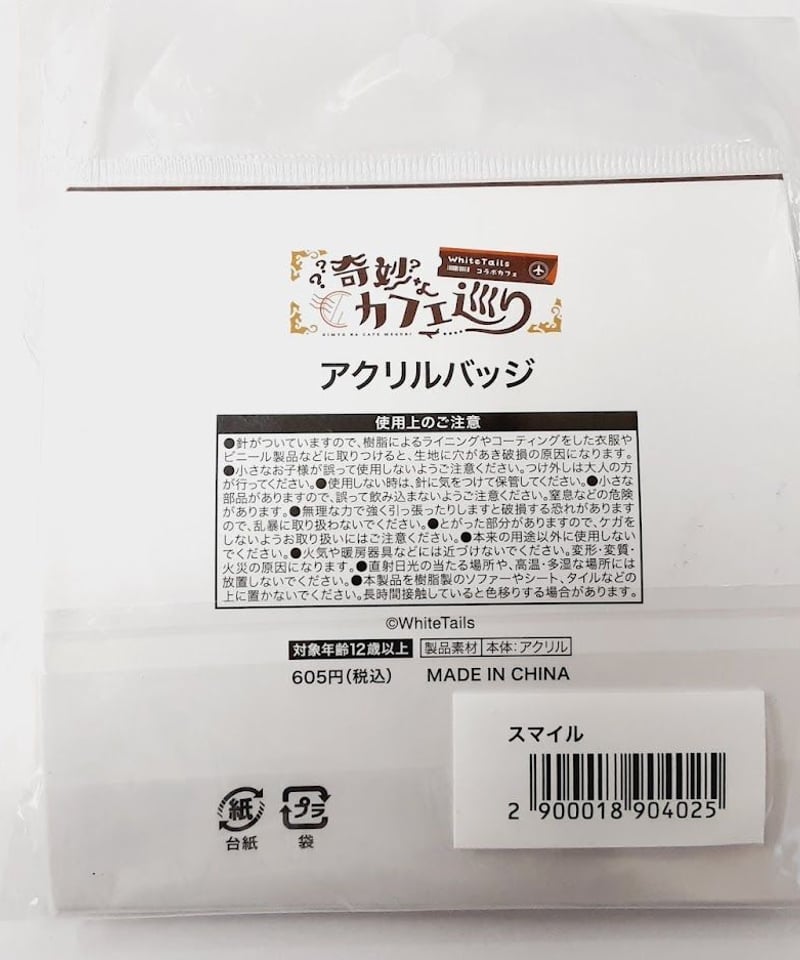 WhiteTails
コラボカフェ
???奇妙?な
カフェ巡り
KIMYO NA CAFE MEGURI
アクリルバッジ
使用上のご注意
●針がついていますので、樹脂によるライニングやコーティングをした衣服や
ビニール製品などに取りつけると、生地に穴があき破損の原因になります。
●小さなお子様が誤って使用しないようご注意ください。つけ外しは大人の方
が行ってください。●使用しない時は、針に気をつけて保管してください。●小さな
部品がありますので、誤って飲み込まないようご注意ください。窒息などの危険
があります。●無理な力で強く引っ張ったりしますと破損する恐れがあります
ので、乱暴に取り扱わないでください。●とがった部分がありますので、ケガを
しないようお取り扱いにはご注意ください。●本来の用途以外に使用しない
でください。●火気や暖房器具などには近づけないでください。変形・変質・
火災の原因になります。●直射日光の当たる場所や、高温・多湿な場所には
放置しないでください。●本製品を樹脂製のソファーやシート、タイルなどの
上に置かないでください。長時間接触していると色移りする場合があります。
©WhiteTails
対象年齢12歳以上 製品素材 本体：アクリル
605円(税込) MADE IN CHINA
スマイル
2 900018 904025
紙 プラ
台紙 袋